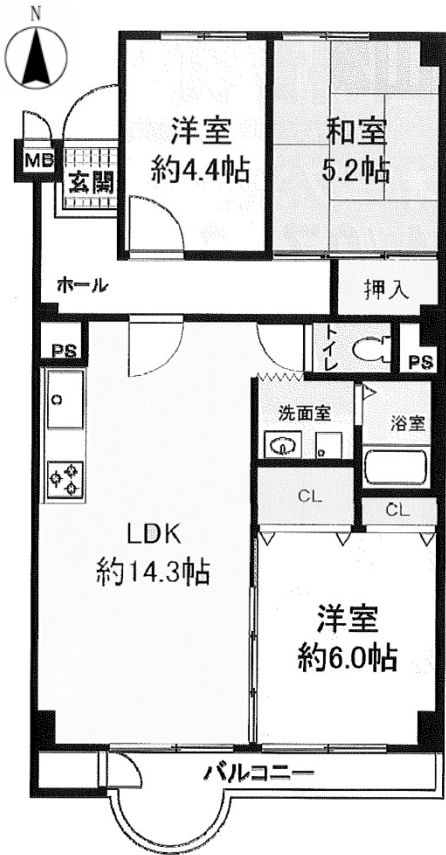 N
洋室
約4.4帖
和室
5.2帖
MB
玄関
ホール
押入
PS
トイレ
PS
洗面室
浴室
CL
CL
LDK
約14.3帖
洋室
約6.0帖
バルコニー